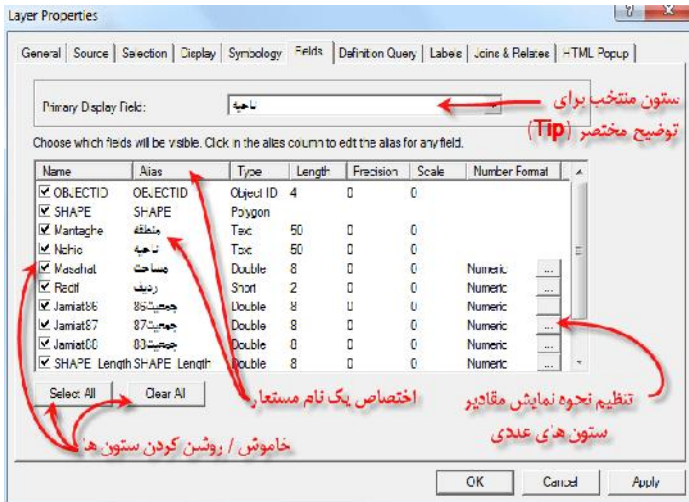 Layer Properties
General Source Selection Display Symbology Fields Definition Query Labels Joins & Relates HTML Popup
Primary Display Field: ناحیه
ستون منتخب برای
توضیح مختصر (Tip)
Choose which fields will be visible. Click in the alias column to edit the alias for any field.
Name Alias Type Length Precision Scale Number Format
OBJECTID OBJECTID Object ID 4 0 0
SHAPE SHAPE Polygon
Mantaghe منطقه Text 50 0 0
Nahie ناحیه Text 50 0 0
Masahat مساحت Double 8 0 0 Numeric ...
Radif ردیف Short 2 0 0 Numeric ...
Jamiat86 جمعیت86 Double 8 0 0 Numeric ...
Jamiat87 جمعیت87 Double 8 0 0 Numeric ...
Jamiat88 جمعیت88 Double 8 0 0 Numeric ...
SHAPE_Length SHAPE_Length Double 8 0 0 Numeric ...
Select All Clear All
اختصاص یک نام مستعار
تنظیم نحوه نمایش مقادیر
ستون های عددی
خاموش / روشن کردن ستون ها
OK Cancel Apply